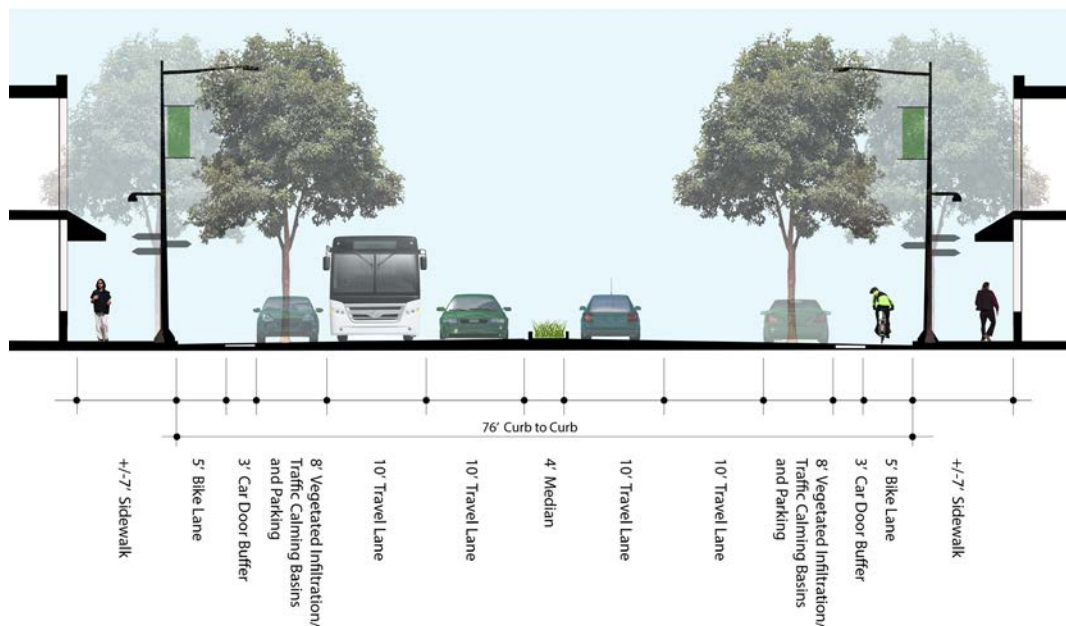 76' Curb to Curb
+/-7' Sidewalk
5' Bike Lane
3' Car Door Buffer
8' Vegetated Infiltration/
Traffic Calming Basins
and Parking
10' Travel Lane
10' Travel Lane
4' Median
10' Travel Lane
10' Travel Lane
8' Vegetated Infiltration/
Traffic Calming Basins
and Parking
3' Car Door Buffer
5' Bike Lane
+/-7' Sidewalk